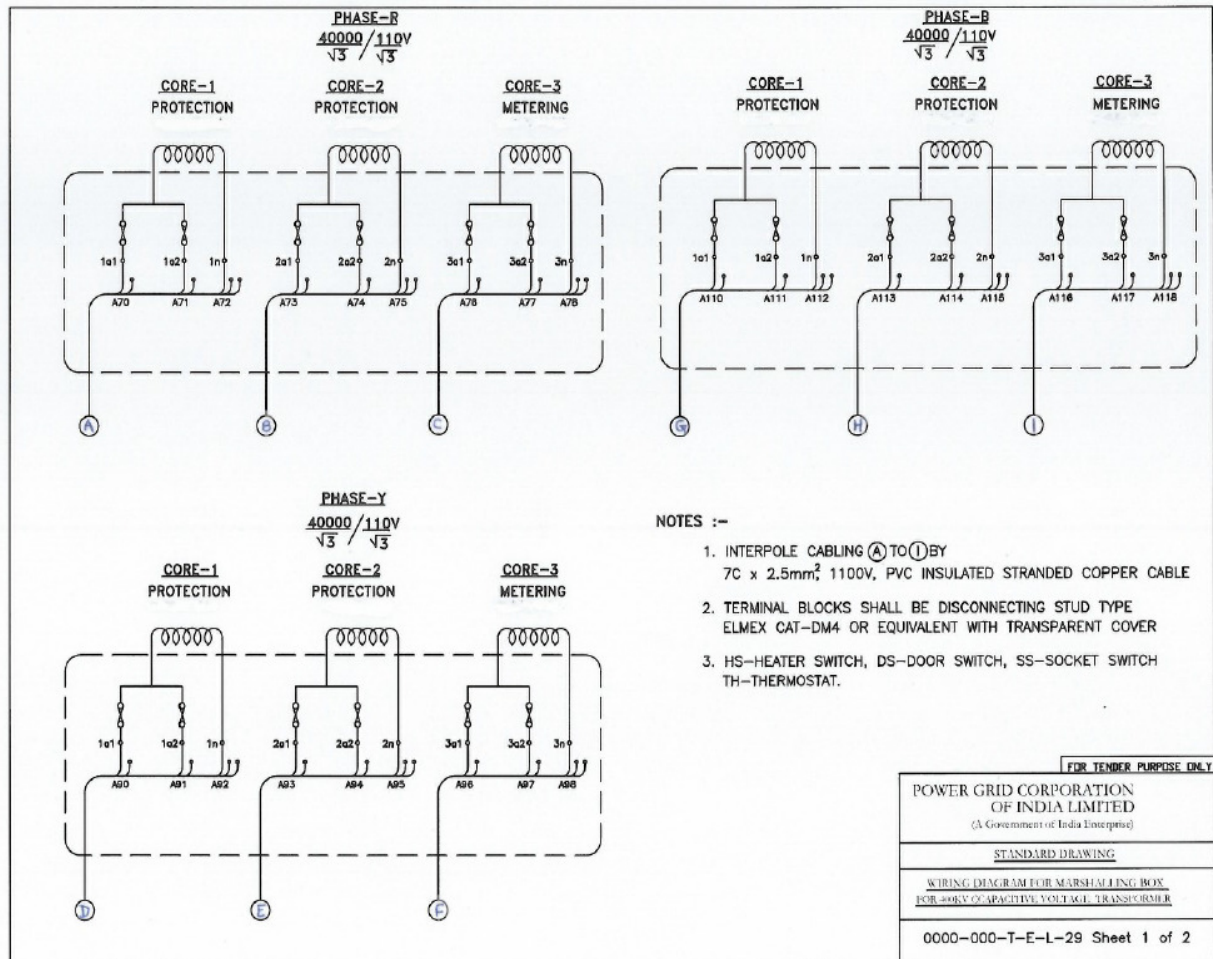 PHASE-R
40000/√3 / 110V/√3
CORE-1 CORE-2 CORE-3
PROTECTION PROTECTION METERING
1a1 1a2 1n 2a1 2a2 2n 3a1 3a2 3n
A70 A71 A72 A73 A74 A75 A76 A77 A78
A B C
PHASE-B
40000/√3 / 110V/√3
CORE-1 CORE-2 CORE-3
PROTECTION PROTECTION METERING
1a1 1a2 1n 2a1 2a2 2n 3a1 3a2 3n
A110 A111 A112 A113 A114 A115 A116 A117 A118
G H I
PHASE-Y
40000/√3 / 110V/√3
CORE-1 CORE-2 CORE-3
PROTECTION PROTECTION METERING
1a1 1a2 1n 2a1 2a2 2n 3a1 3a2 3n
A90 A91 A92 A93 A94 A95 A96 A97 A98
D E F
NOTES :-
1. INTERPOLE CABLING A TO I BY
7C x 2.5mm², 1100V, PVC INSULATED STRANDED COPPER CABLE
2. TERMINAL BLOCKS SHALL BE DISCONNECTING STUD TYPE
ELMEX CAT-DM4 OR EQUIVALENT WITH TRANSPARENT COVER
3. HS-HEATER SWITCH, DS-DOOR SWITCH, SS-SOCKET SWITCH
TH-THERMOSTAT.
FOR TENDER PURPOSE ONLY
POWER GRID CORPORATION
OF INDIA LIMITED
(A Government of India Enterprise)
STANDARD DRAWING
WIRING DIAGRAM FOR MARSHALLING BOX
FOR 400KV CCAPACITIVE VOLTAGE TRANSFORMER
0000-000-T-E-L-29 Sheet 1 of 2